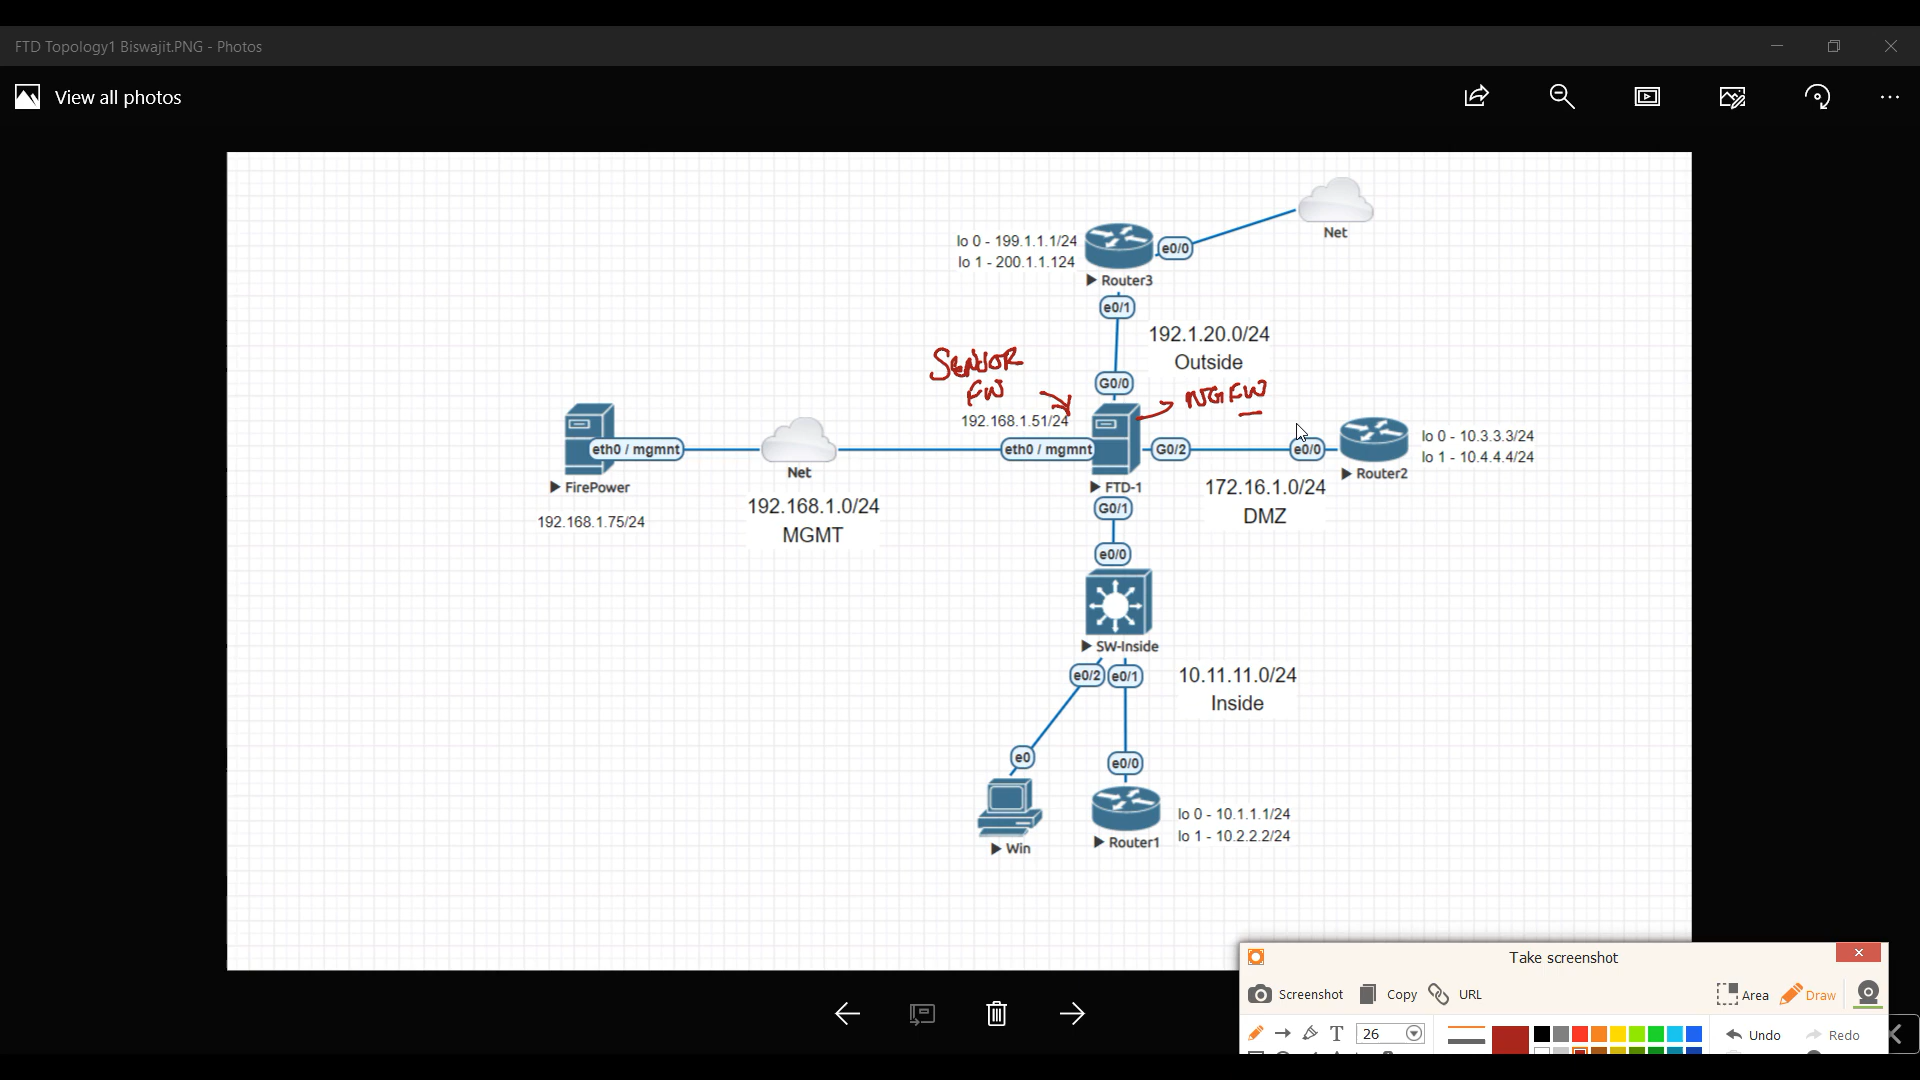 FTD Topology1 Biswajit.PNG - Photos
View all photos
Net
lo 0 - 199.1.1.1/24
lo 1 - 200.1.1.124
e0/0
Router3
e0/1
192.1.20.0/24
Outside
SENSOR
FW
G0/0
NGFW
192.168.1.51/24
eth0 / mgmnt
Net
eth0 / mgmnt
G0/2
e0/0
lo 0 - 10.3.3.3/24
lo 1 - 10.4.4.4/24
Router2
FirePower
192.168.1.75/24
192.168.1.0/24
MGMT
FTD-1
172.16.1.0/24
DMZ
G0/1
e0/0
SW-Inside
e0/2
e0/1
10.11.11.0/24
Inside
e0
e0/0
Win
Router1
lo 0 - 10.1.1.1/24
lo 1 - 10.2.2.2/24
Take screenshot
Screenshot Copy URL Area Draw
T 26 Undo Redo